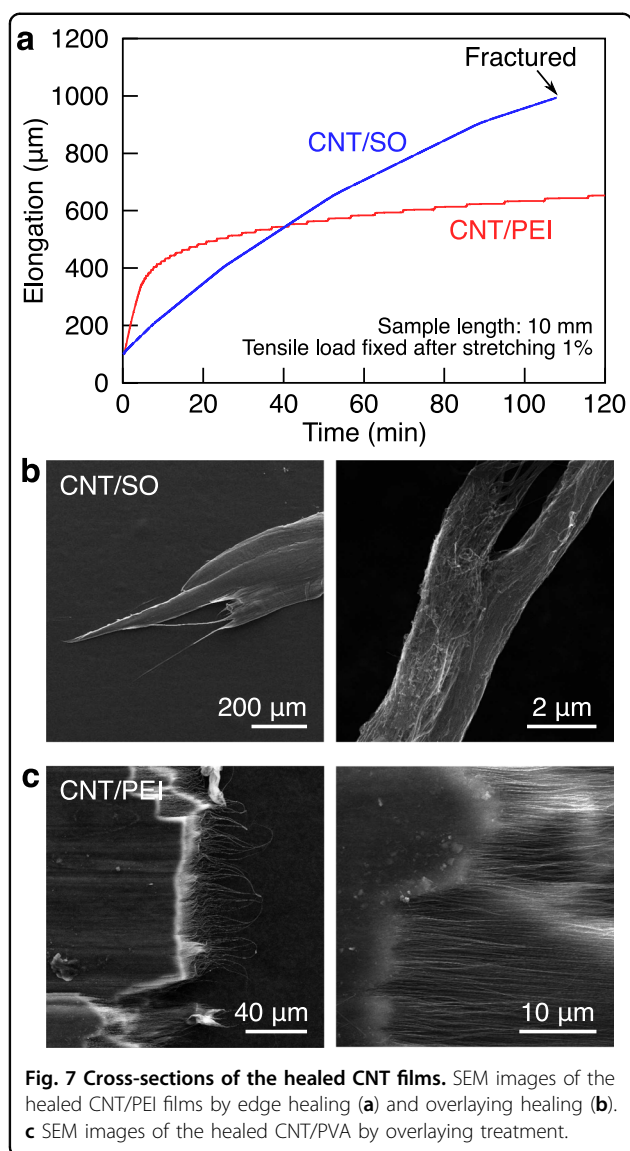 a
1200
1000
800
600
400
200
0
Elongation (μm)
Fractured
CNT/SO
CNT/PEI
Sample length: 10 mm
Tensile load fixed after stretching 1%
0 20 40 60 80 100 120
Time (min)
b
CNT/SO
200 μm
2 μm
c
CNT/PEI
40 μm
10 μm
Fig. 7 Cross-sections of the healed CNT films. SEM images of the
healed CNT/PEI films by edge healing (a) and overlaying healing (b).
c SEM images of the healed CNT/PVA by overlaying treatment.